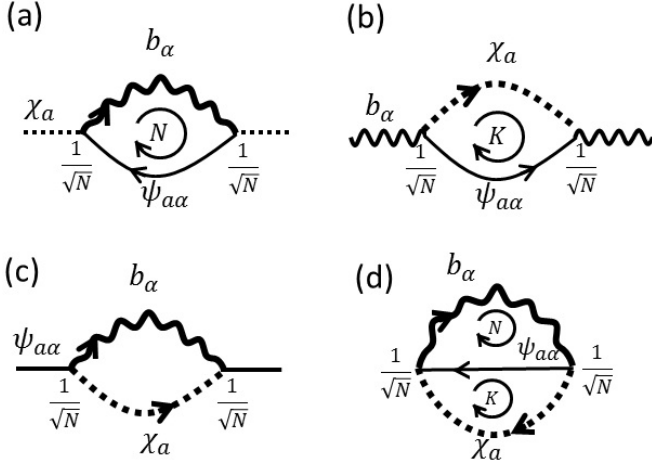 (a)
b_α
χ_a
N
1/√N
1/√N
ψ_aα
(b)
χ_a
b_α
K
1/√N
1/√N
ψ_aα
(c)
b_α
ψ_aα
1/√N
1/√N
χ_a
(d)
b_α
N
ψ_aα
1/√N
1/√N
K
χ_a